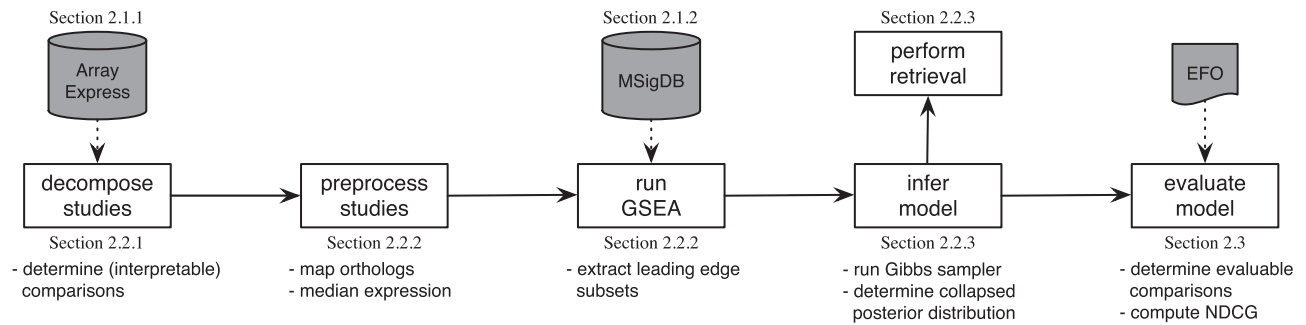 Section 2.1.1
Array
Express
decompose
studies
Section 2.2.1
- determine (interpretable)
comparisons
preprocess
studies
Section 2.2.2
- map orthologs
- median expression
Section 2.1.2
MSigDB
run
GSEA
Section 2.2.2
- extract leading edge
subsets
Section 2.2.3
perform
retrieval
infer
model
Section 2.2.3
- run Gibbs sampler
- determine collapsed
posterior distribution
EFO
evaluate
model
Section 2.3
- determine evaluable
comparisons
- compute NDCG